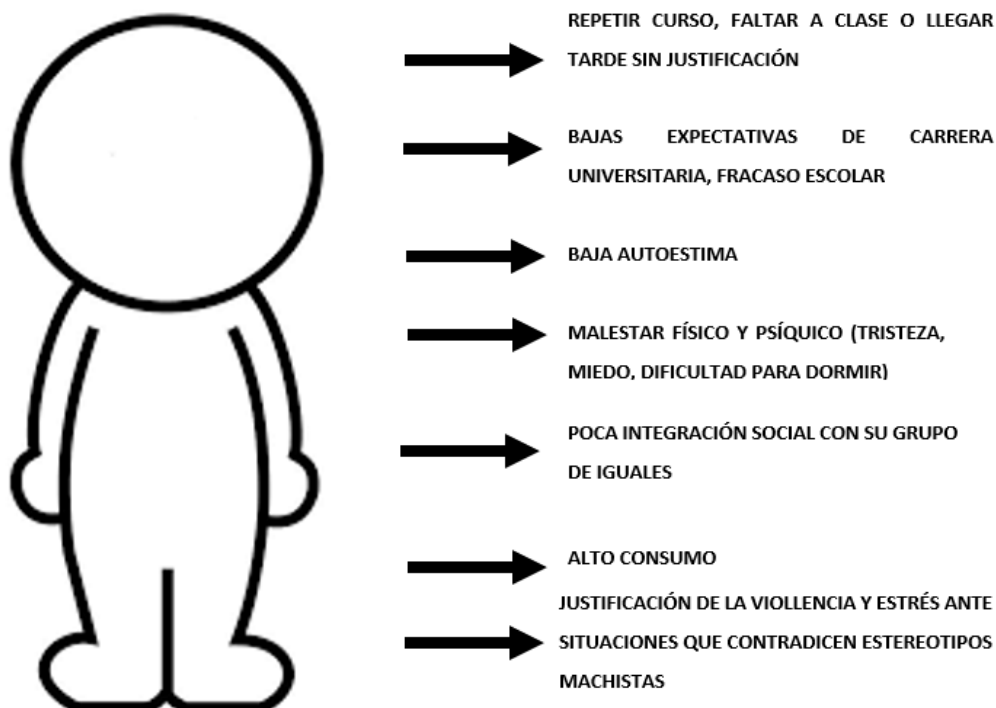 REPETIR CURSO, FALTAR A CLASE O LLEGAR
TARDE SIN JUSTIFICACIÓN
BAJAS EXPECTATIVAS DE CARRERA
UNIVERSITARIA, FRACASO ESCOLAR
BAJA AUTOESTIMA
MALESTAR FÍSICO Y PSÍQUICO (TRISTEZA,
MIEDO, DIFICULTAD PARA DORMIR)
POCA INTEGRACIÓN SOCIAL CON SU GRUPO
DE IGUALES
ALTO CONSUMO
JUSTIFICACIÓN DE LA VIOLLENCIA Y ESTRÉS ANTE
SITUACIONES QUE CONTRADICEN ESTEREOTIPOS
MACHISTAS